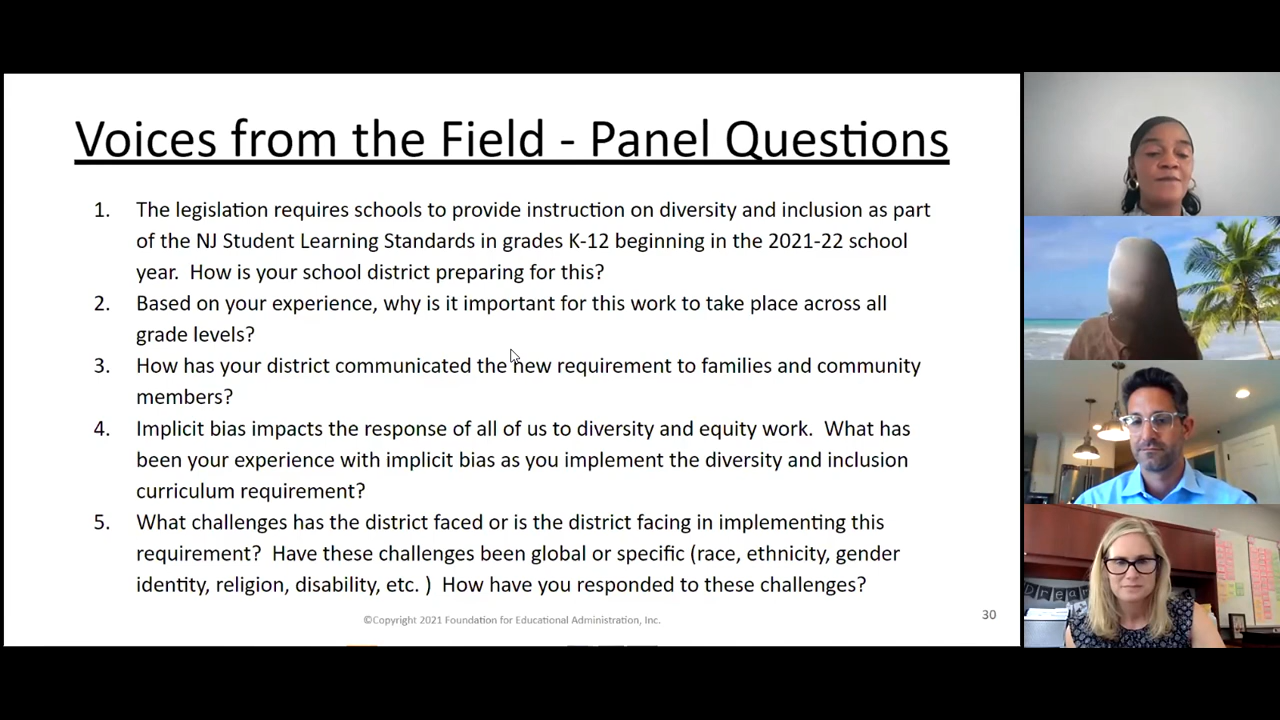 Voices from the Field - Panel Questions
1. The legislation requires schools to provide instruction on diversity and inclusion as part
of the NJ Student Learning Standards in grades K-12 beginning in the 2021-22 school
year.  How is your school district preparing for this?
2. Based on your experience, why is it important for this work to take place across all
grade levels?
3. How has your district communicated the new requirement to families and community
members?
4. Implicit bias impacts the response of all of us to diversity and equity work.  What has
been your experience with implicit bias as you implement the diversity and inclusion
curriculum requirement?
5. What challenges has the district faced or is the district facing in implementing this
requirement?  Have these challenges been global or specific (race, ethnicity, gender
identity, religion, disability, etc. )  How have you responded to these challenges?
©Copyright 2021 Foundation for Educational Administration, Inc.
30